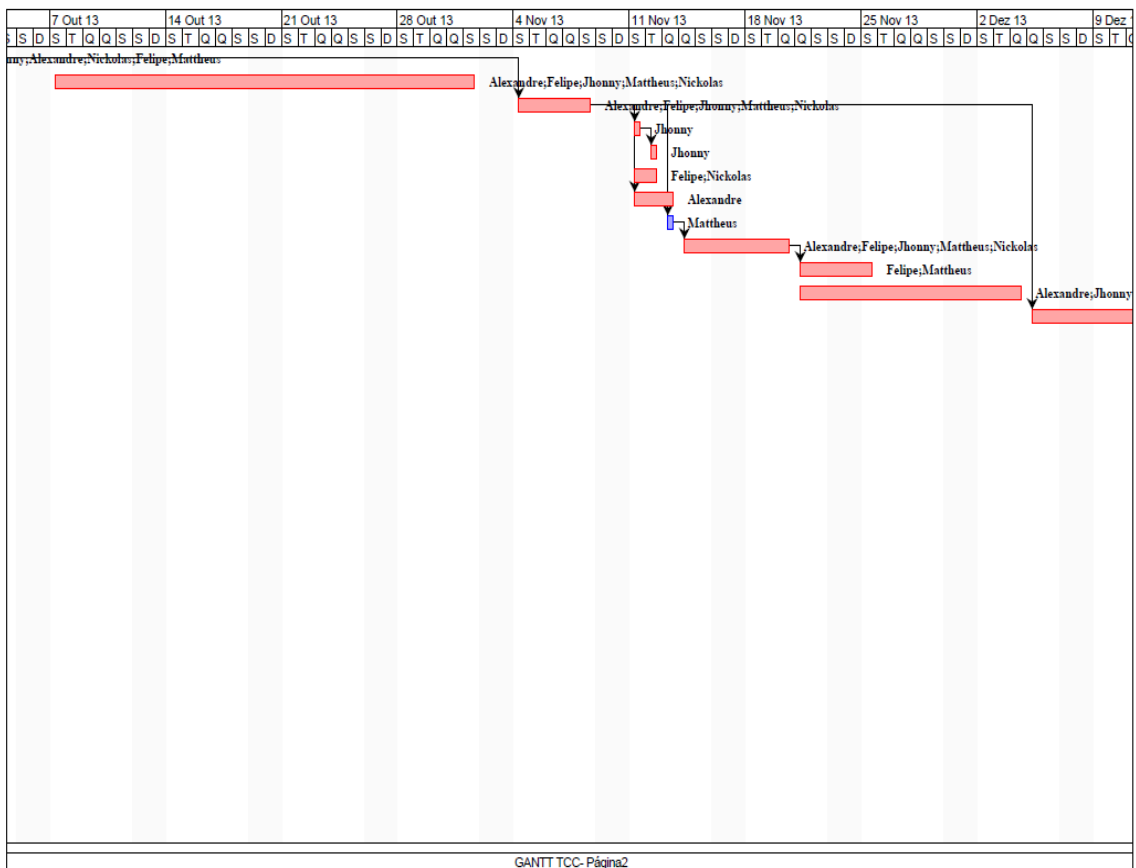 7 Out 13 14 Out 13 21 Out 13 28 Out 13 4 Nov 13 11 Nov 13 18 Nov 13 25 Nov 13 2 Dez 13 9 Dez
S S D S T Q Q S S D S T Q Q S S D S T Q Q S S D S T Q Q S S D S T Q Q S S D S T Q Q S S D S T Q Q S S D S T Q Q S S D S T Q Q S S D S T
nny;Alexandre;Nickolas;Felipe;Mattheus
Alexandre;Felipe;Jhonny;Mattheus;Nickolas
Alexandre;Felipe;Jhonny;Mattheus;Nickolas
Jhonny
Jhonny
Felipe;Nickolas
Alexandre
Mattheus
Alexandre;Felipe;Jhonny;Mattheus;Nickolas
Felipe;Mattheus
Alexandre;Jhonny
GANTT TCC- Página2